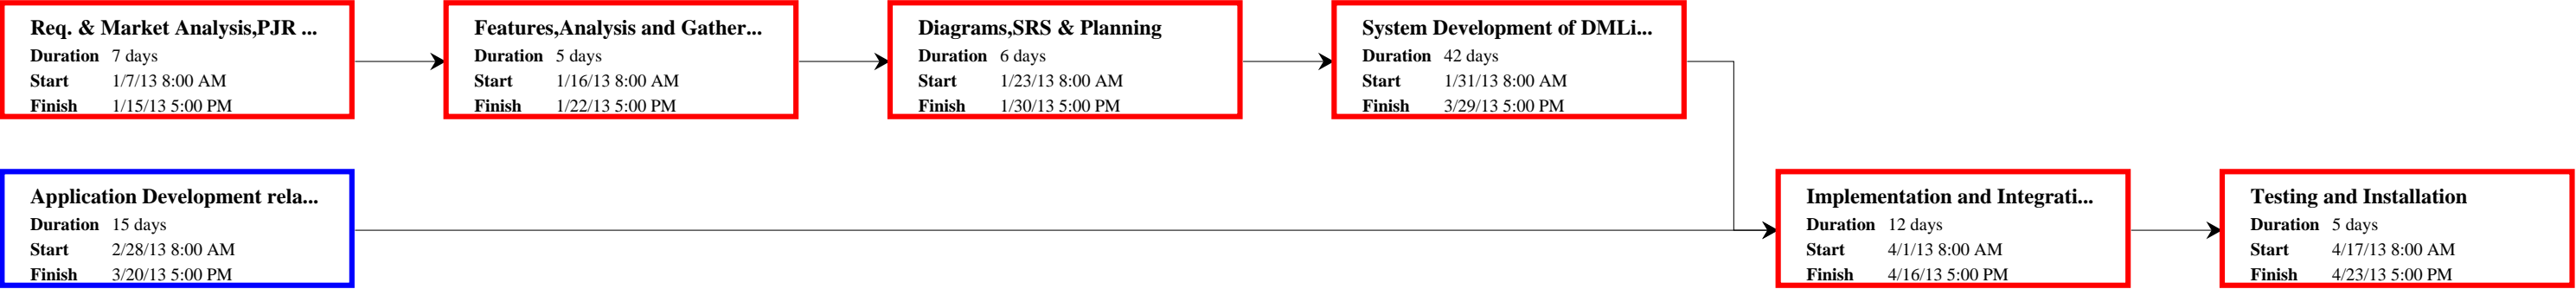 Req. & Market Analysis,PJR ...
Duration 7 days
Start 1/7/13 8:00 AM
Finish 1/15/13 5:00 PM
Features,Analysis and Gather...
Duration 5 days
Start 1/16/13 8:00 AM
Finish 1/22/13 5:00 PM
Diagrams,SRS & Planning
Duration 6 days
Start 1/23/13 8:00 AM
Finish 1/30/13 5:00 PM
System Development of DMLi...
Duration 42 days
Start 1/31/13 8:00 AM
Finish 3/29/13 5:00 PM
Application Development rela...
Duration 15 days
Start 2/28/13 8:00 AM
Finish 3/20/13 5:00 PM
Implementation and Integrati...
Duration 12 days
Start 4/1/13 8:00 AM
Finish 4/16/13 5:00 PM
Testing and Installation
Duration 5 days
Start 4/17/13 8:00 AM
Finish 4/23/13 5:00 PM